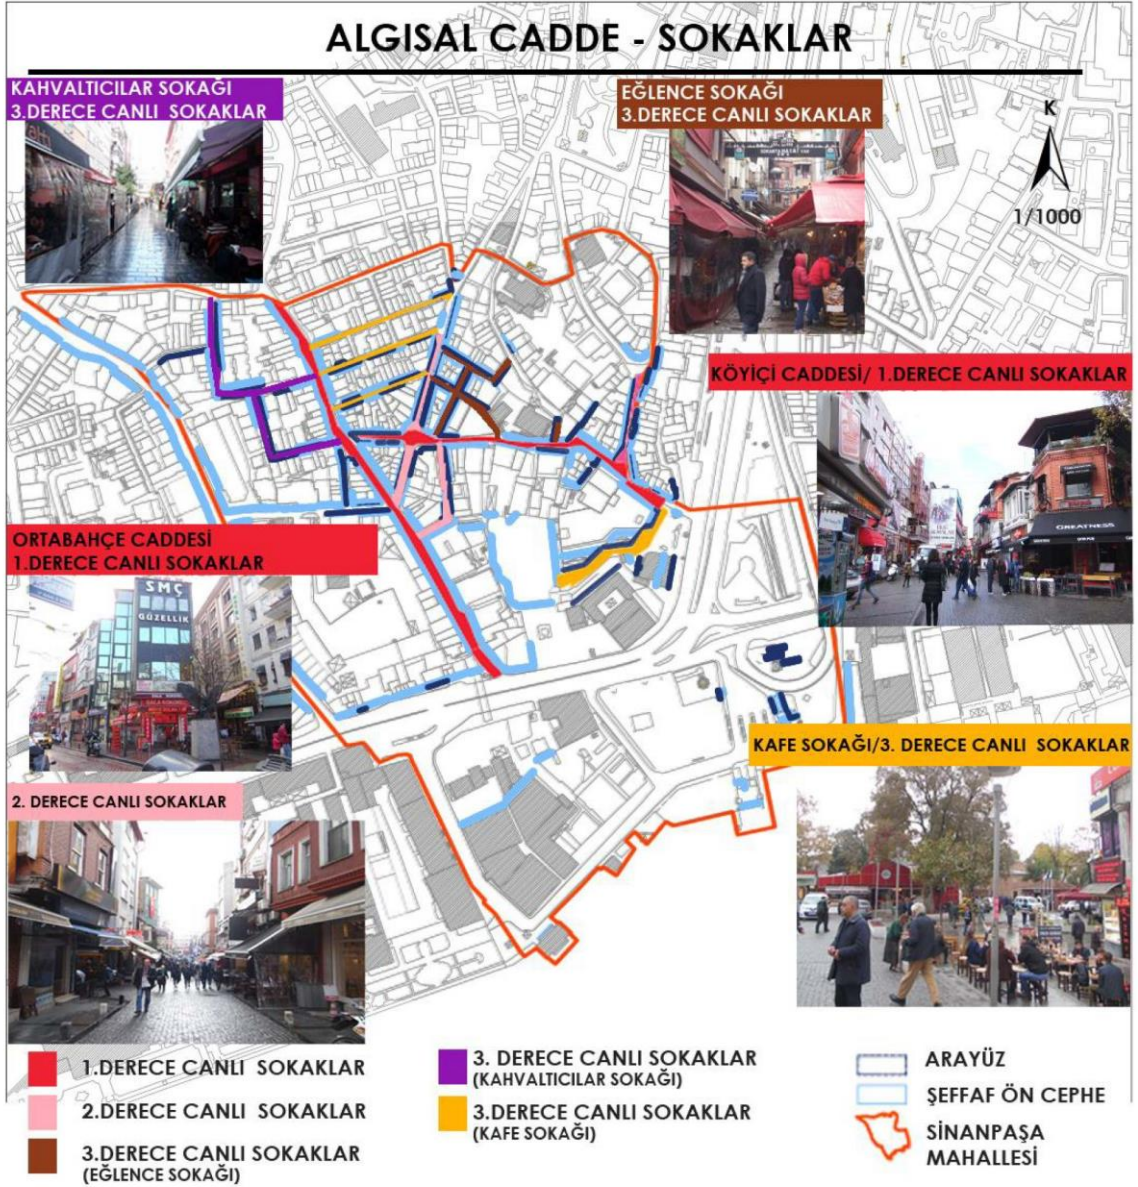 ALGISAL CADDE - SOKAKLAR
KAHVALTICILAR SOKAĞI
3.DERECE CANLI SOKAKLAR
EĞLENCE SOKAĞI
3.DERECE CANLI SOKAKLAR
K
1/1000
KÖYİÇİ CADDESİ/ 1.DERECE CANLI SOKAKLAR
GREATNESS
ORTABAHÇE CADDESİ
1.DERECE CANLI SOKAKLAR
SMÇ
GÜZELLİK
KAFE SOKAĞI/3. DERECE CANLI SOKAKLAR
2. DERECE CANLI SOKAKLAR
1.DERECE CANLI SOKAKLAR
2.DERECE CANLI SOKAKLAR
3.DERECE CANLI SOKAKLAR
(EĞLENCE SOKAĞI)
3. DERECE CANLI SOKAKLAR
(KAHVALTICILAR SOKAĞI)
3.DERECE CANLI SOKAKLAR
(KAFE SOKAĞI)
ARAYÜZ
ŞEFFAF ÖN CEPHE
SİNANPAŞA
MAHALLESİ